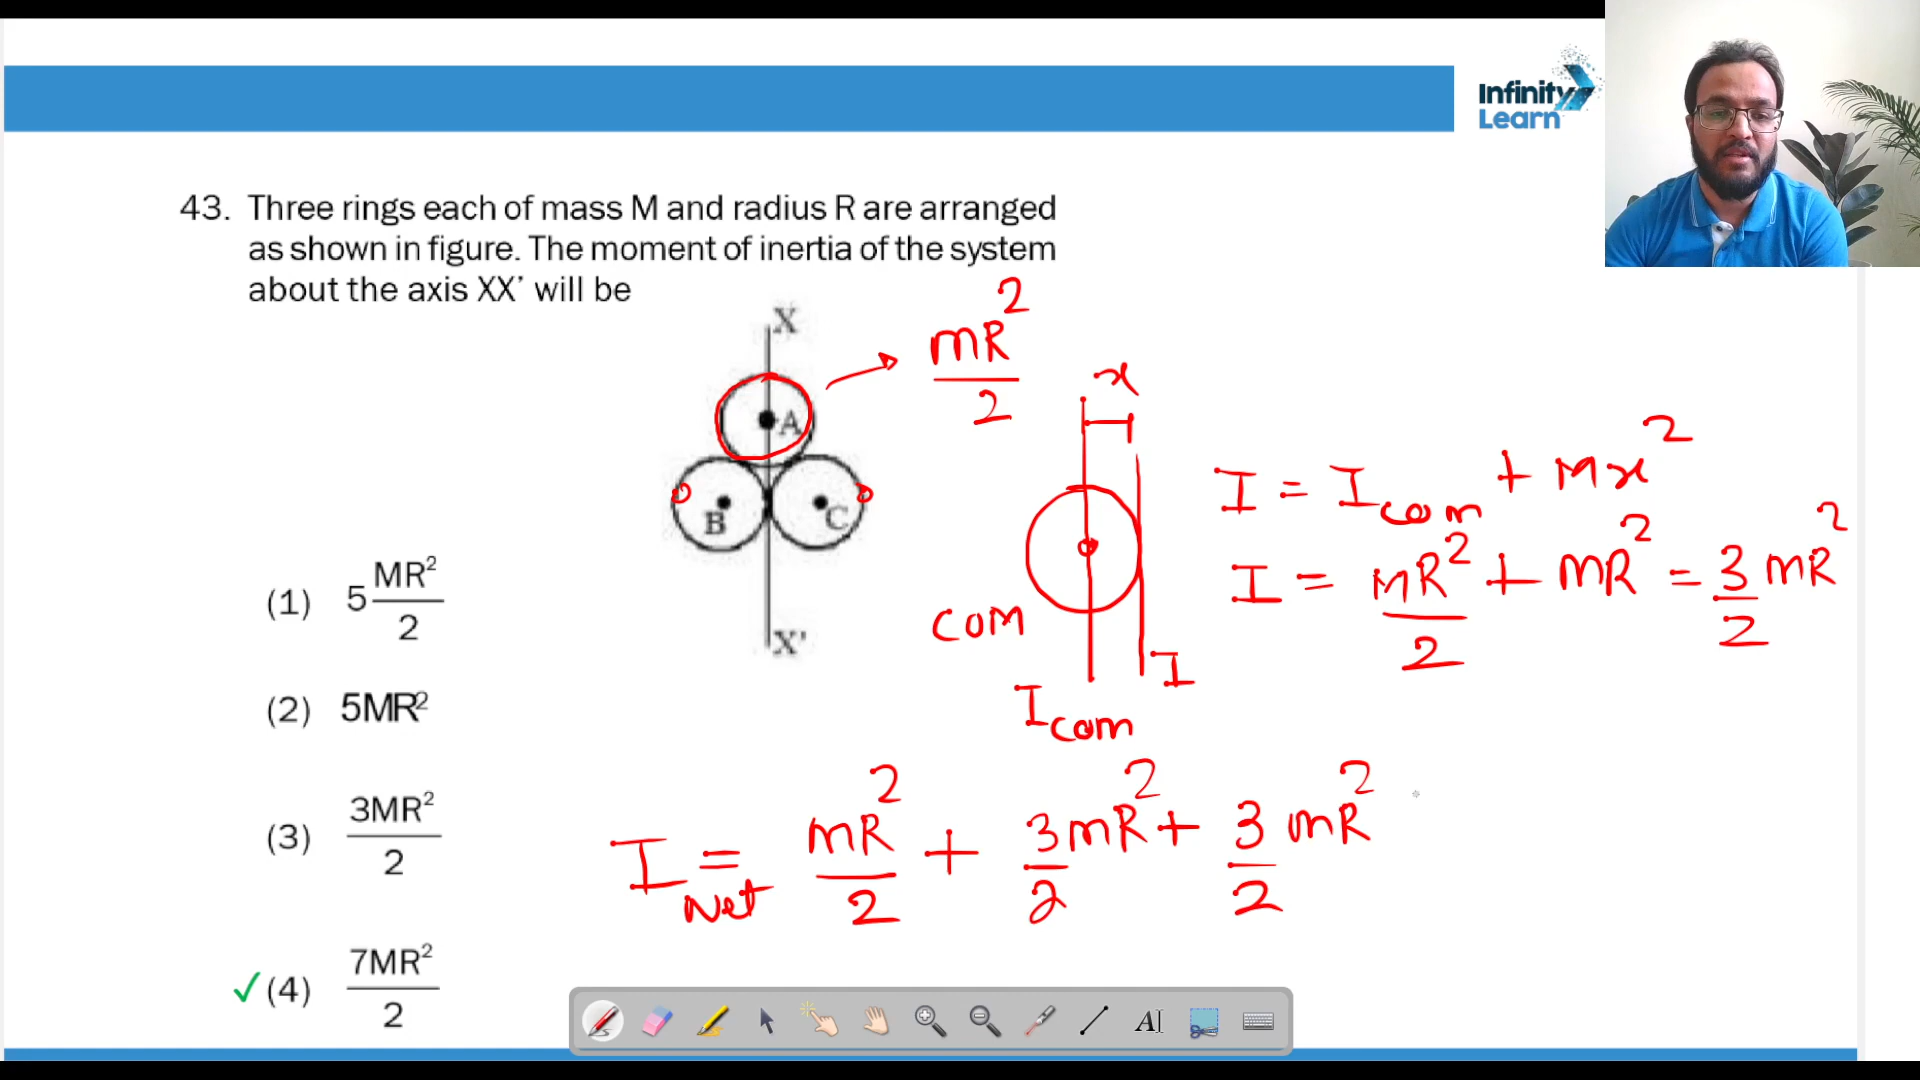 Infinity
Learn
43. Three rings each of mass M and radius R are arranged
as shown in figure. The moment of inertia of the system
about the axis XX' will be
X
A
B
C
X'
mR²/2
x
COM
I
Icom
I = Icom + Mx²
I = MR²/2 + mR² = 3/2 mR²
(1) 5 MR²/2
(2) 5MR²
(3) 3MR²/2
✓(4) 7MR²/2
I Net = mR²/2 + 3/2 mR² + 3/2 mR²
A